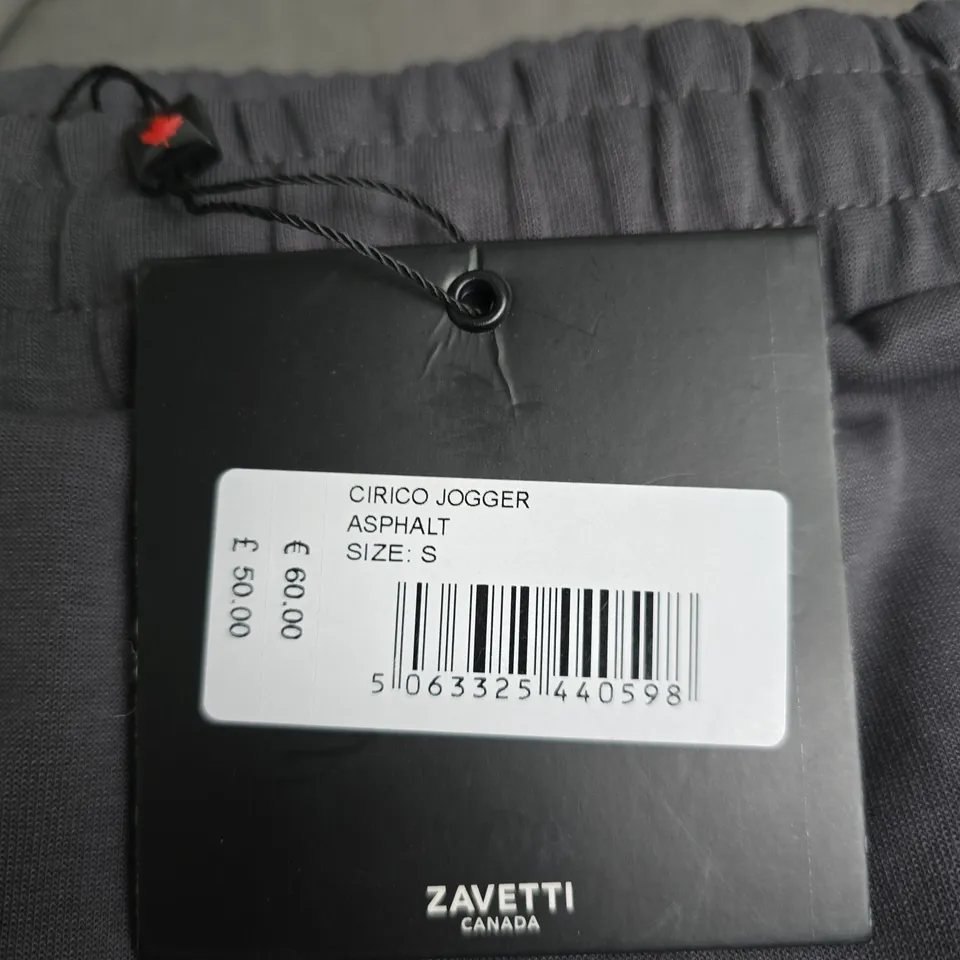 CIRICO JOGGER
ASPHALT
SIZE: S
€ 60.00
£ 50.00
5 063325 440598
ZAVETTI
CANADA